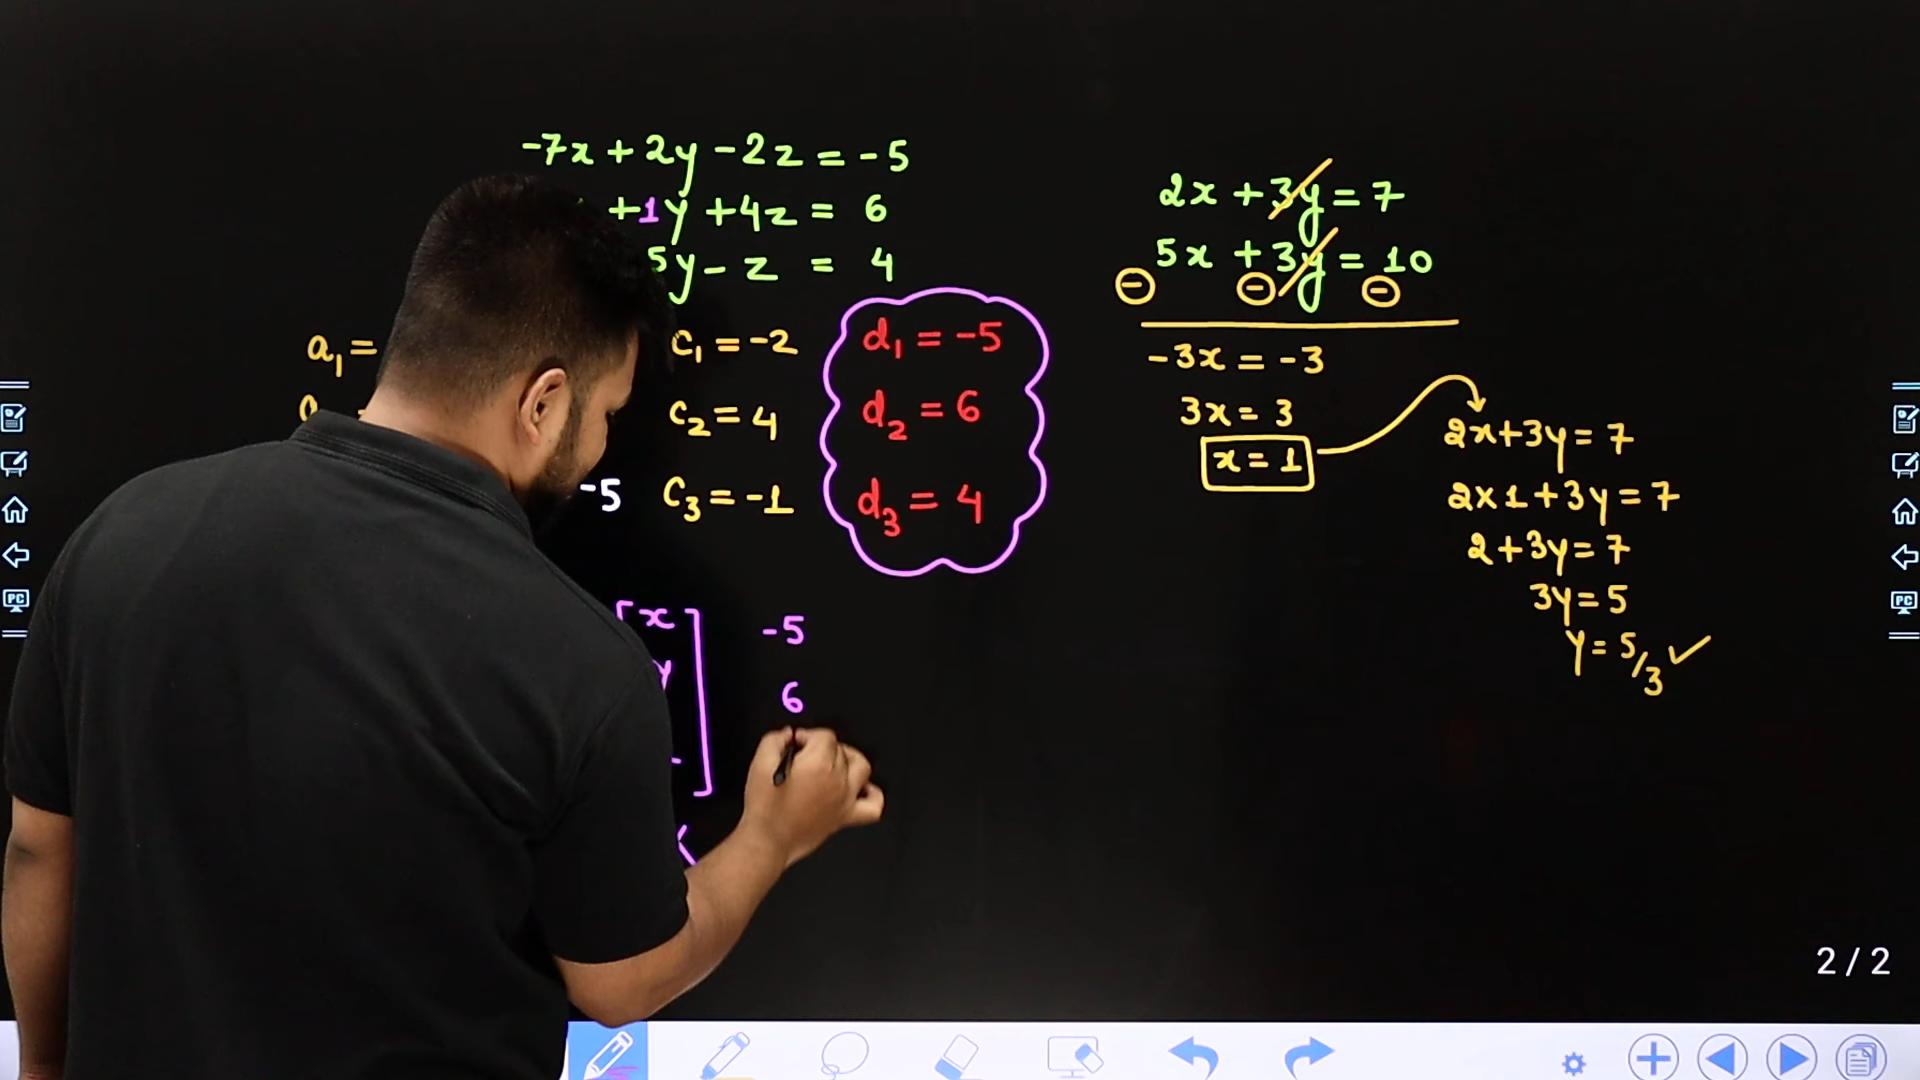 -7x + 2y - 2z = -5
+ 1y + 4z = 6
5y - z = 4
a₁ =
c₁ = -2
d₁ = -5
c₂ = 4
d₂ = 6
-5
c₃ = -1
d₃ = 4
x
y
-5
6
2x + 3y = 7
5x + 3y = 10
- - -
-3x = -3
3x = 3
x = 1
2x + 3y = 7
2x1 + 3y = 7
2 + 3y = 7
3y = 5
y = 5/3 ✓
PC
PC
2 / 2